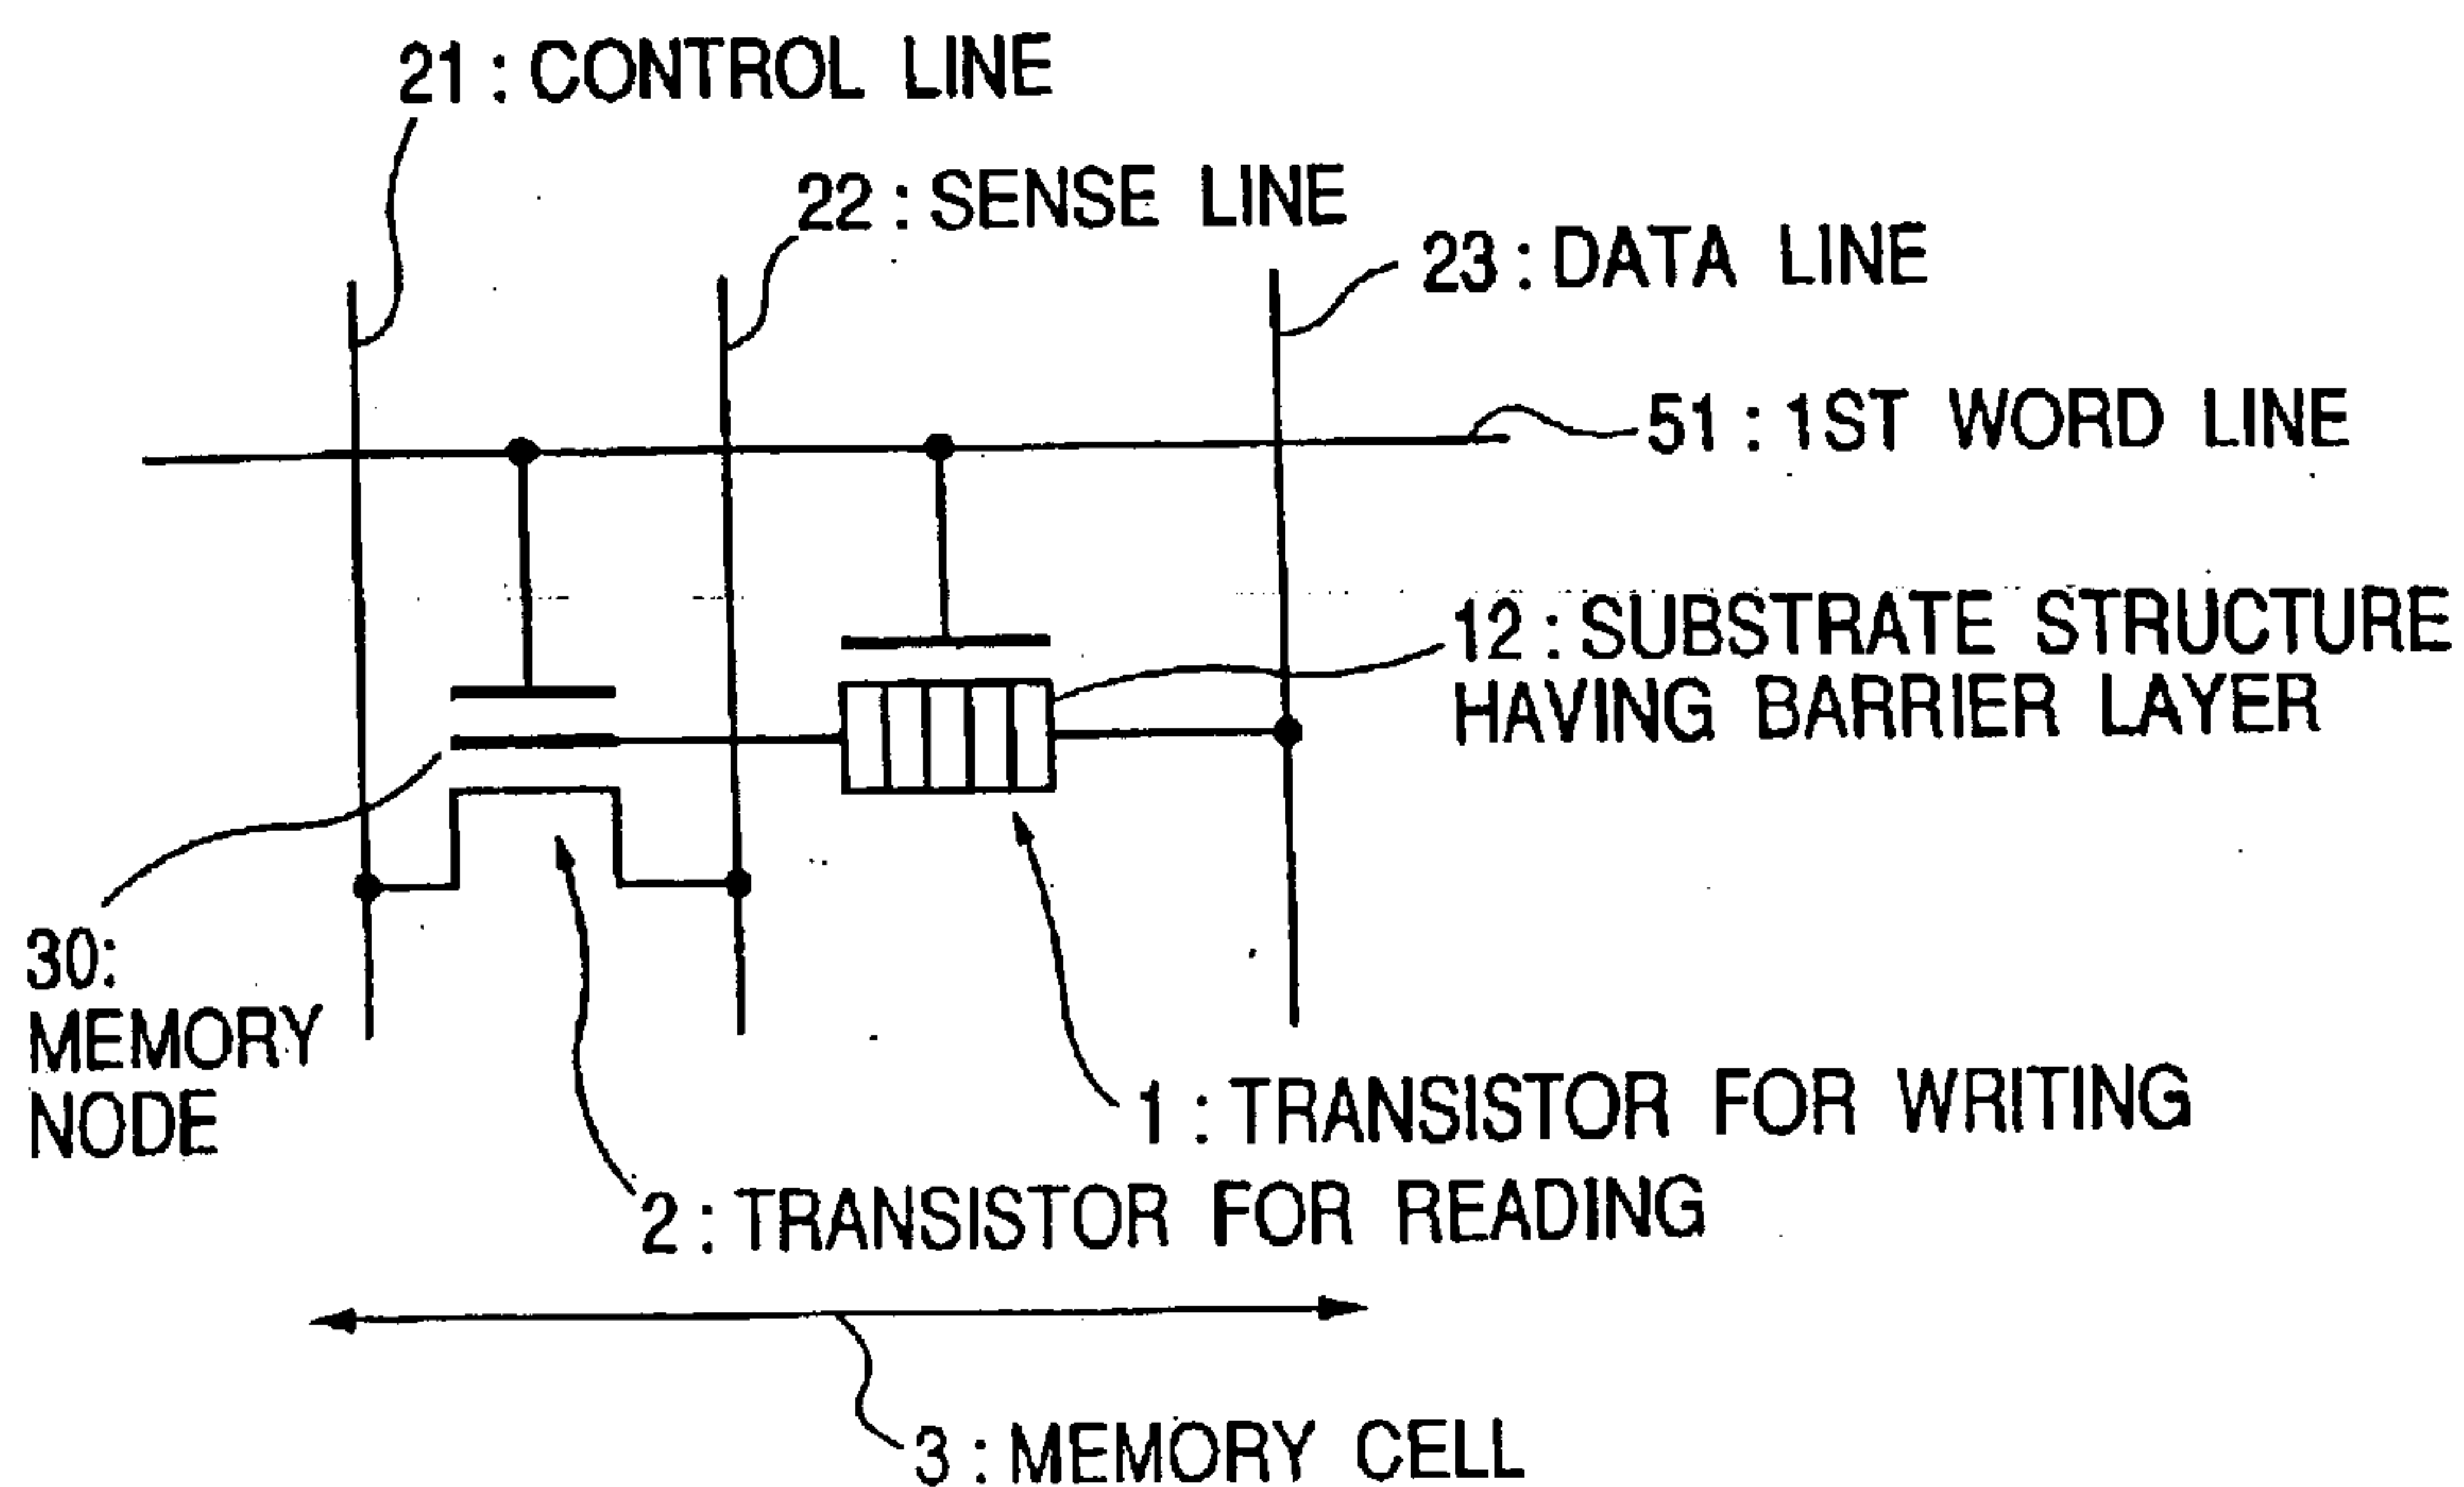 21:CONTROL LINE
22:SENSE LINE
23:DATA LINE
51:1ST WORD LINE
12:SUBSTRATE STRUCTURE
HAVING BARRIER LAYER
30:
MEMORY
NODE
1:TRANSISTOR FOR WRITING
2:TRANSISTOR FOR READING
3:MEMORY CELL